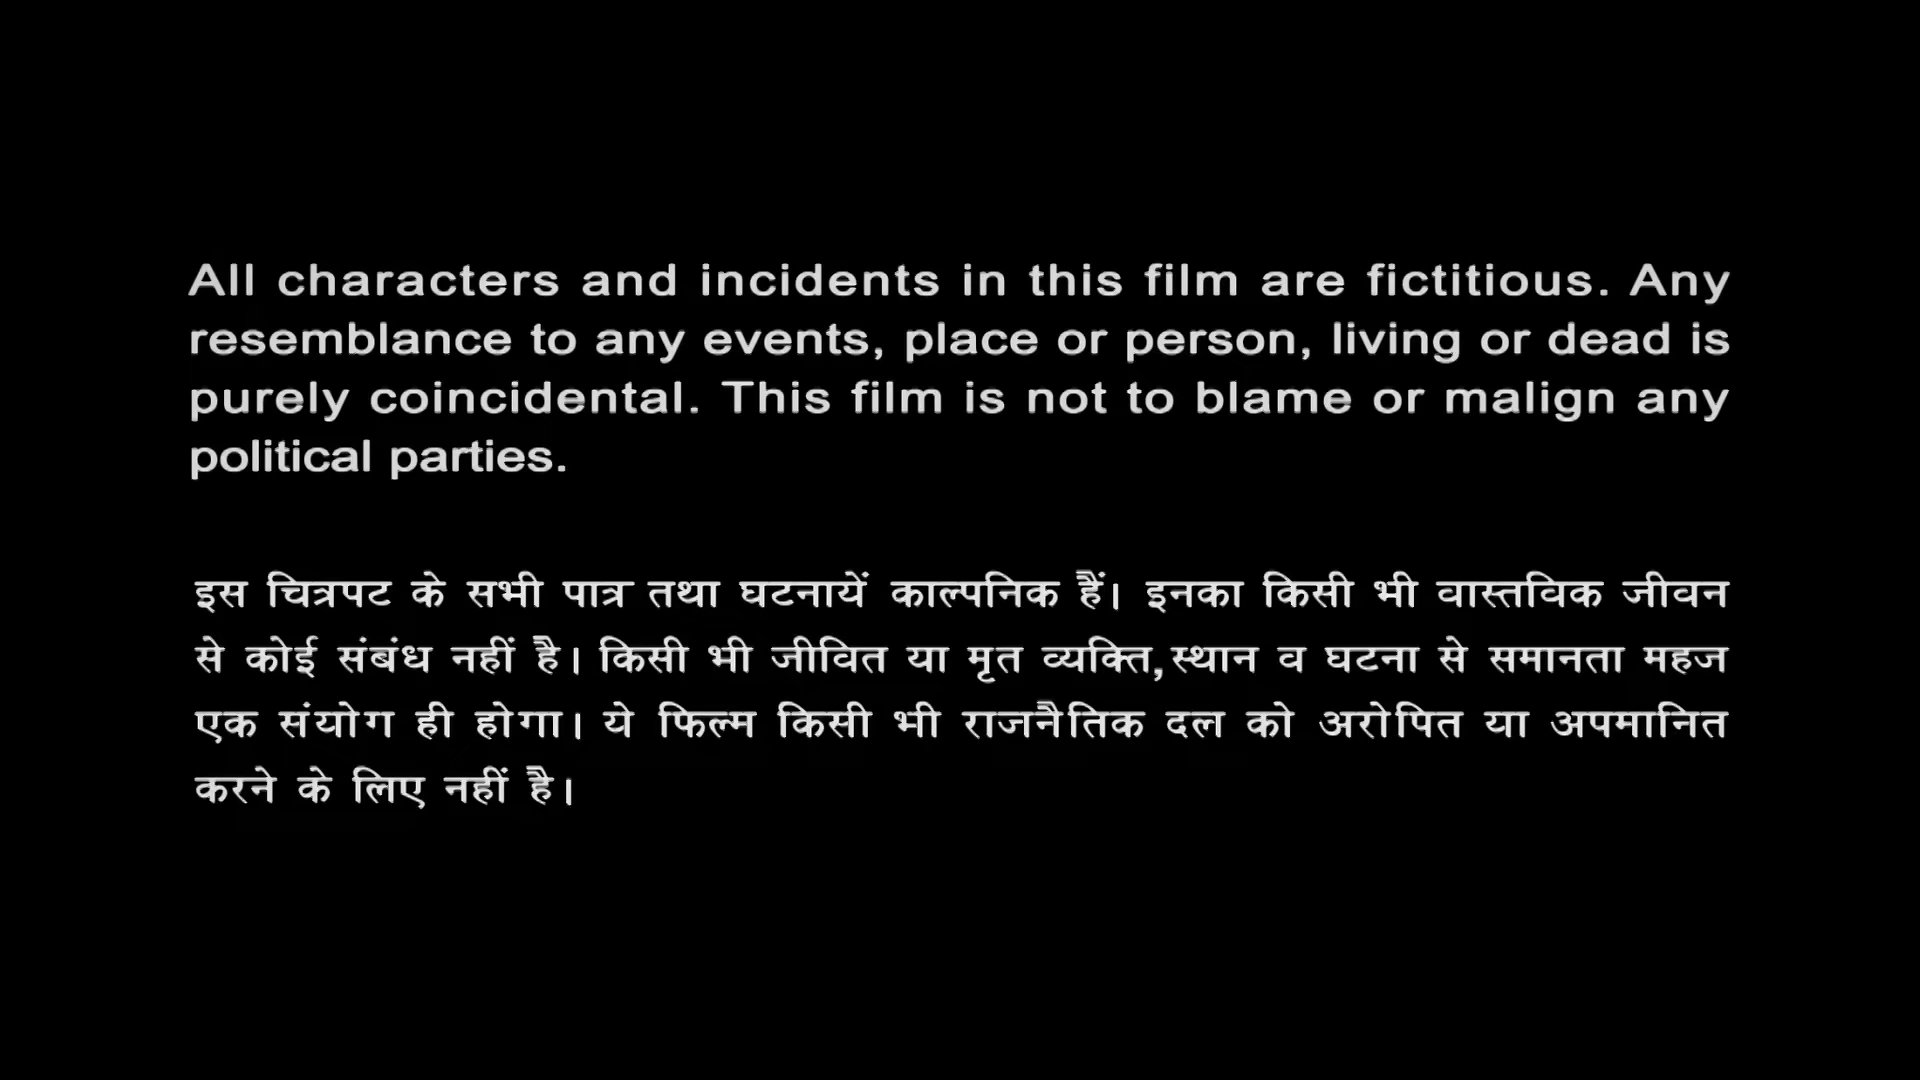 All characters and incidents in this film are fictitious. Any
resemblance to any events, place or person, living or dead is
purely coincidental. This film is not to blame or malign any
political parties.
इस चित्रपट के सभी पात्र तथा घटनायें काल्पनिक हैं। इनका किसी भी वास्तविक जीवन
से कोई संबंध नहीं है। किसी भी जीवित या मृत व्यक्ति,स्थान व घटना से समानता महज
एक संयोग ही होगा। ये फिल्म किसी भी राजनैतिक दल को अरोपित या अपमानित
करने के लिए नहीं है।